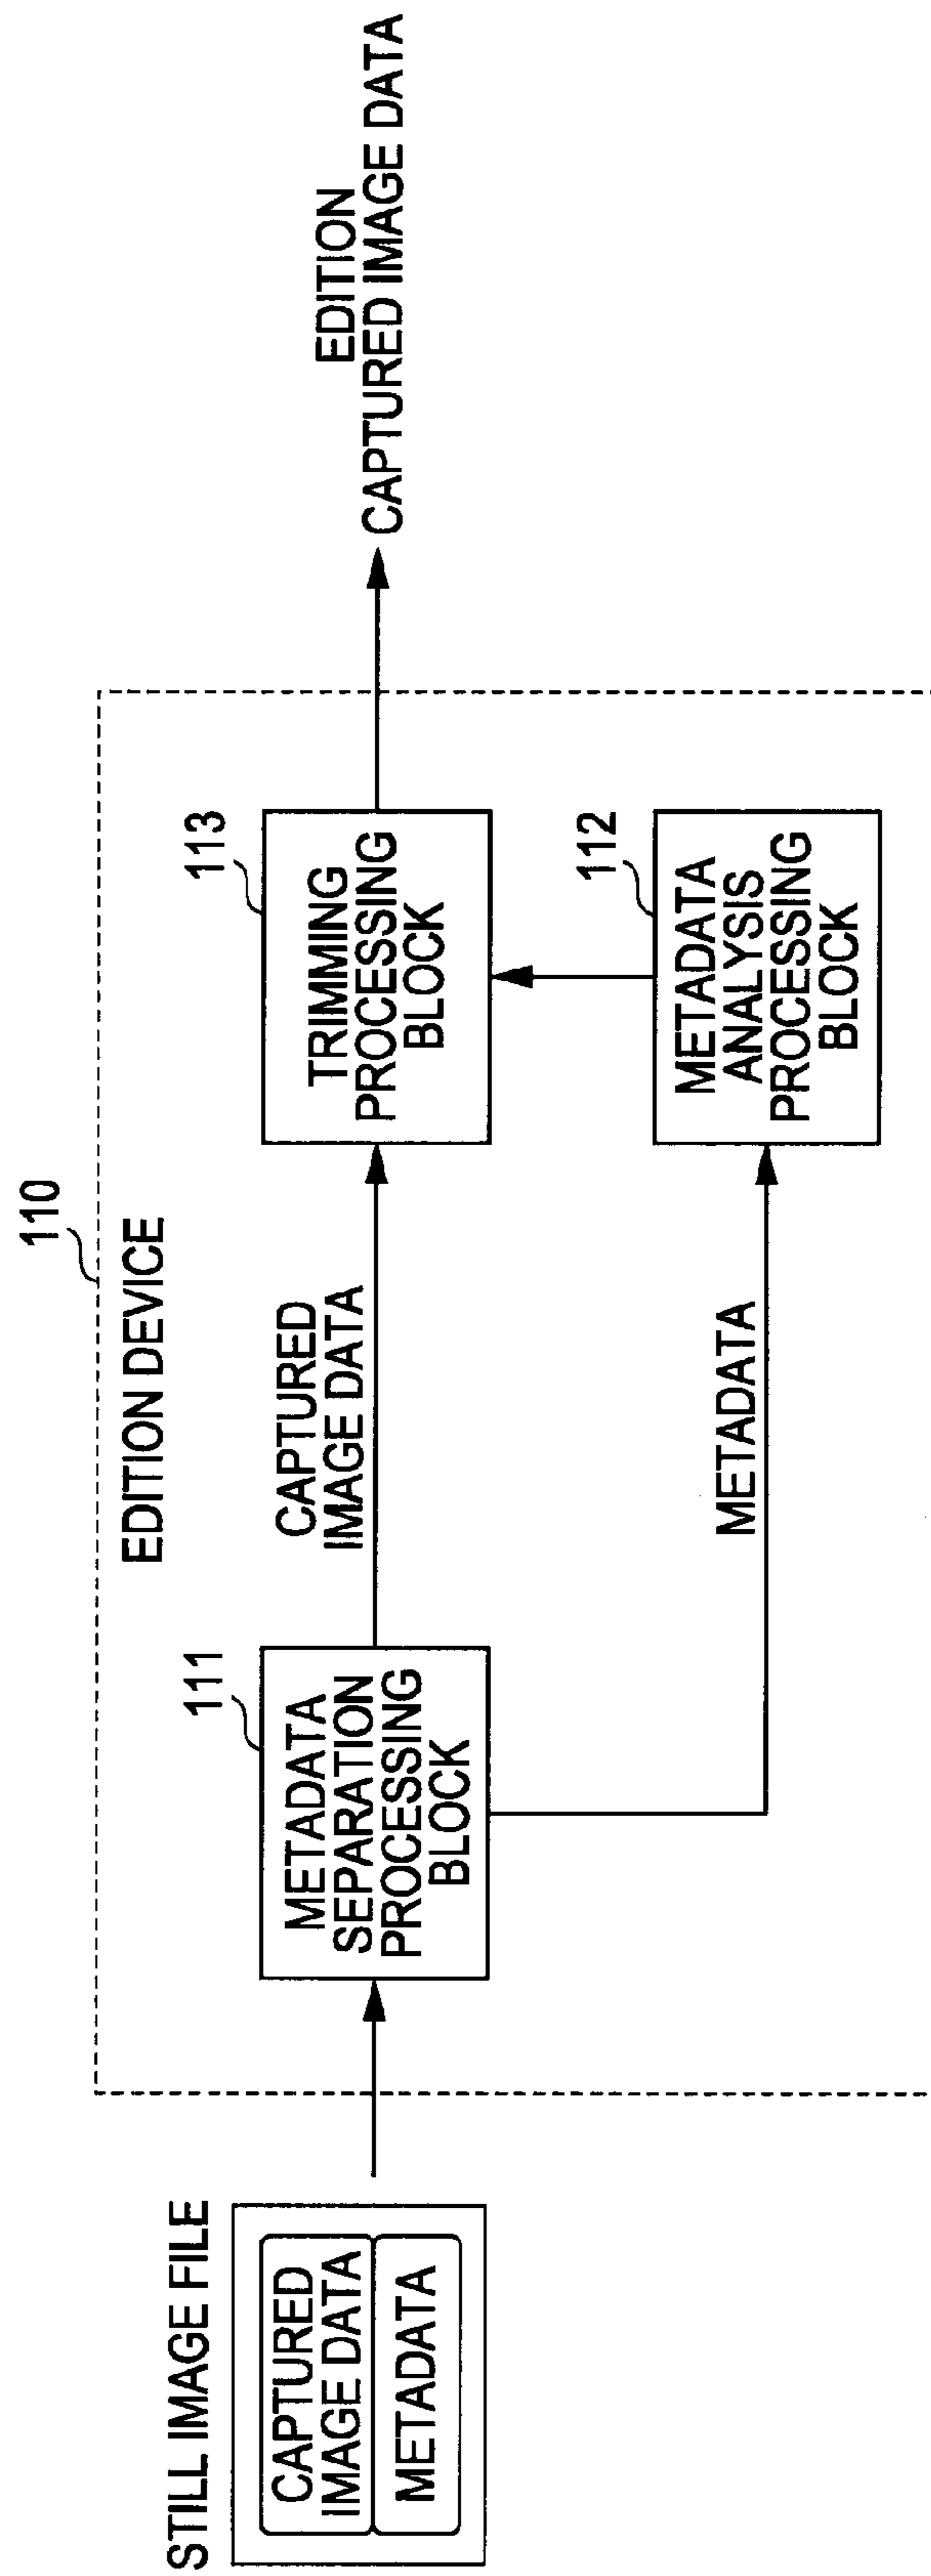 STILL IMAGE FILE
CAPTURED
IMAGE DATA
METADATA
110
EDITION DEVICE
111
METADATA
SEPARATION
PROCESSING
BLOCK
CAPTURED
IMAGE DATA
METADATA
113
TRIMMING
PROCESSING
BLOCK
112
METADATA
ANALYSIS
PROCESSING
BLOCK
EDITION
CAPTURED IMAGE DATA